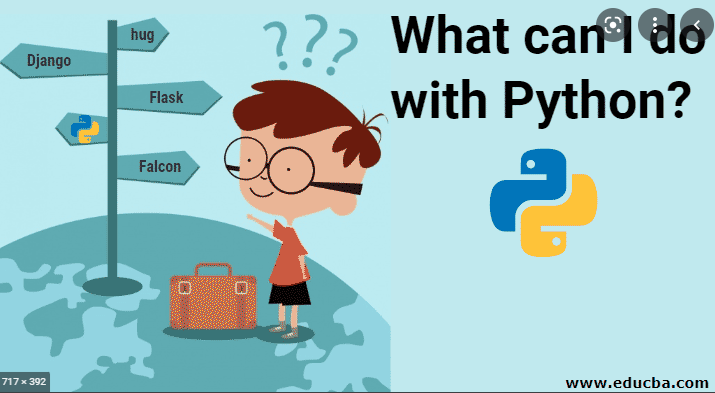 What can I do
with Python?
hug
Django
Flask
Falcon
???
717 × 392
www.educba.com